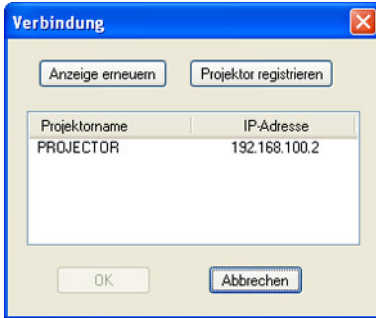 Verbindung
Anzeige erneuern Projektor registrieren
Projektorname IP-Adresse
PROJECTOR 192.168.100.2
OK Abbrechen